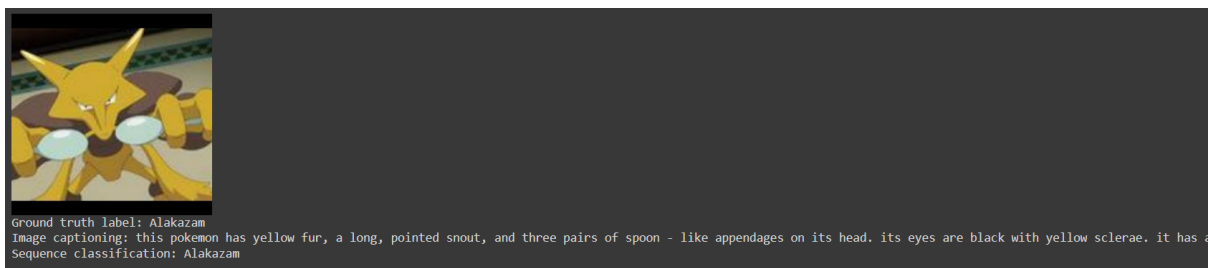 Ground truth label: Alakazam
Image captioning: this pokemon has yellow fur, a long, pointed snout, and three pairs of spoon - like appendages on its head. its eyes are black with yellow sclerae. it has
Sequence classification: Alakazam